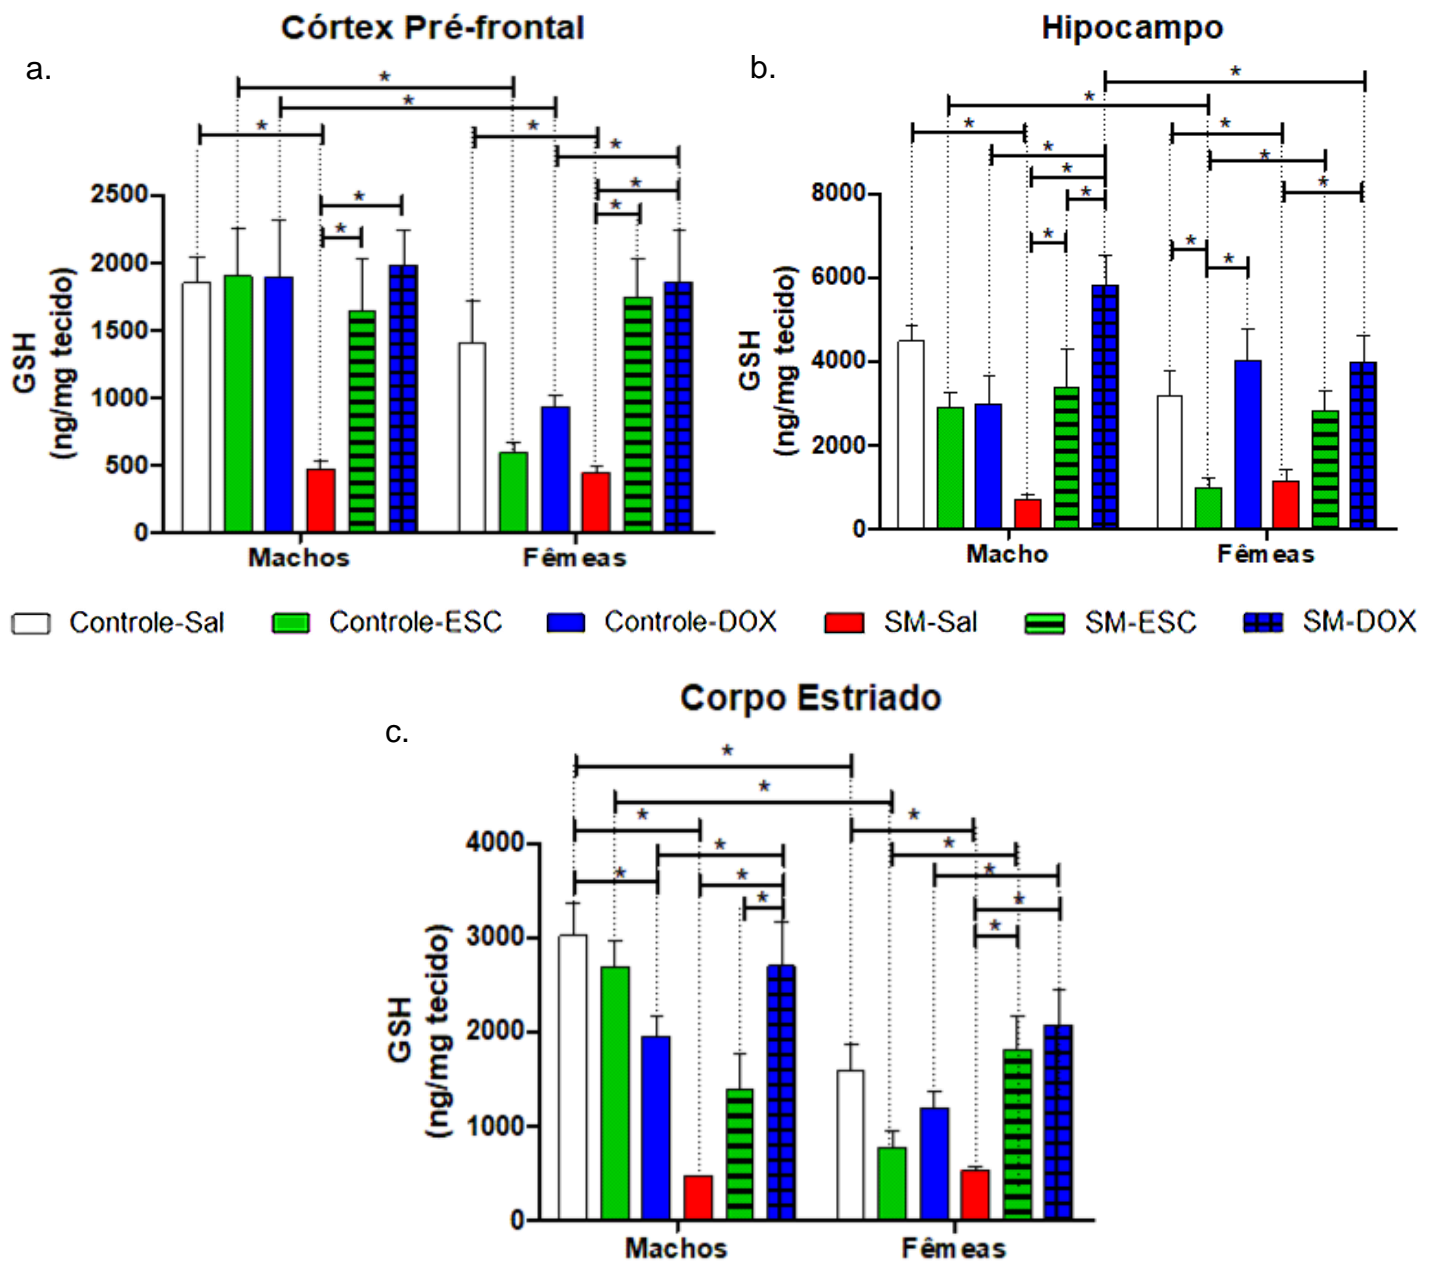 Córtex Pré-frontal
a.
*
*
*
*
*
*
*
*
*
2500
2000
1500
1000
500
0
GSH
(ng/mg tecido)
Machos
Fêmeas
Hipocampo
b.
*
*
*
*
*
*
*
*
*
*
*
*
8000
6000
4000
2000
0
GSH
(ng/mg tecido)
Macho
Fêmeas
Controle-Sal
Controle-ESC
Controle-DOX
SM-Sal
SM-ESC
SM-DOX
Corpo Estriado
c.
*
*
*
*
*
*
*
*
*
*
*
*
4000
3000
2000
1000
0
GSH
(ng/mg tecido)
Machos
Fêmeas